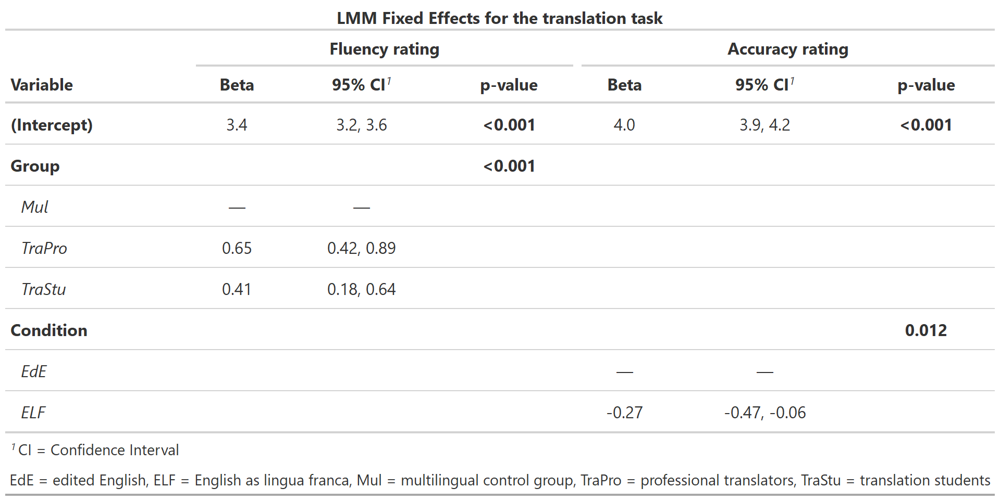 LMM Fixed Effects for the translation task
Fluency rating Accuracy rating
Variable Beta 95% CI¹ p-value Beta 95% CI¹ p-value
(Intercept) 3.4 3.2, 3.6 <0.001 4.0 3.9, 4.2 <0.001
Group <0.001
Mul — —
TraPro 0.65 0.42, 0.89
TraStu 0.41 0.18, 0.64
Condition 0.012
EdE — —
ELF -0.27 -0.47, -0.06
¹ CI = Confidence Interval
EdE = edited English, ELF = English as lingua franca, Mul = multilingual control group, TraPro = professional translators, TraStu = translation students